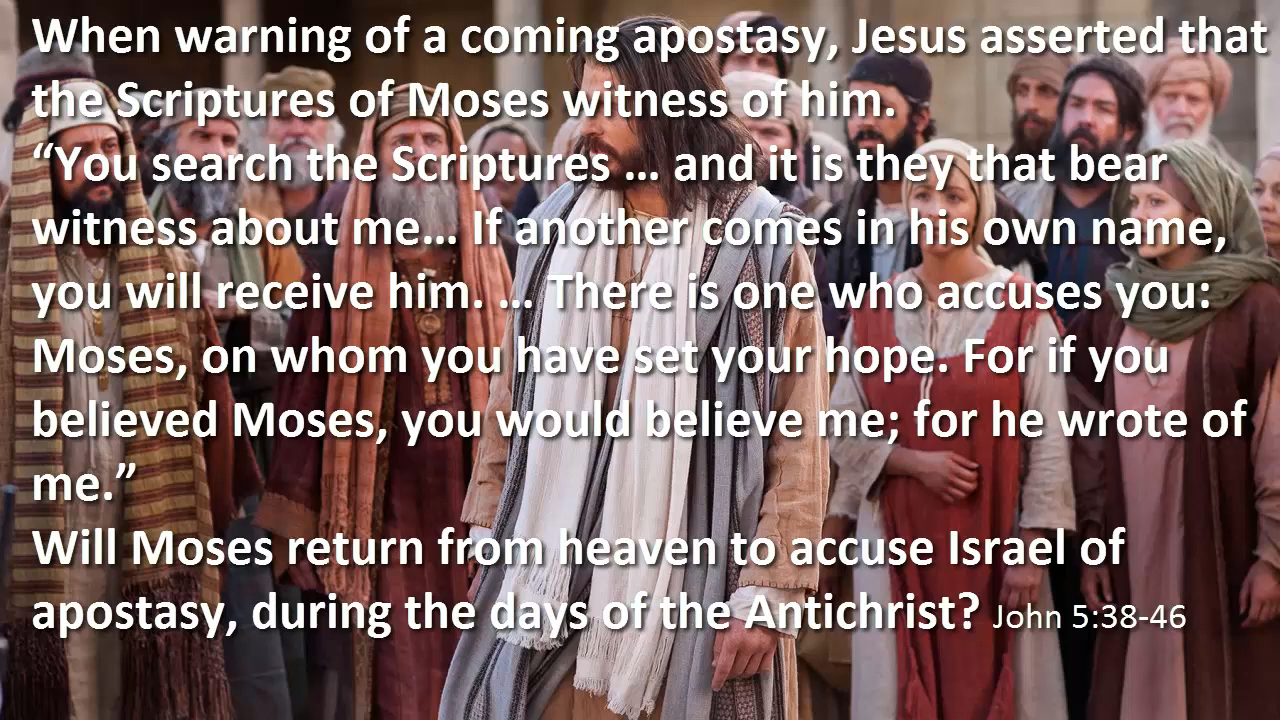 When warning of a coming apostasy, Jesus asserted that
the Scriptures of Moses witness of him.
“You search the Scriptures … and it is they that bear
witness about me… If another comes in his own name,
you will receive him. … There is one who accuses you:
Moses, on whom you have set your hope. For if you
believed Moses, you would believe me; for he wrote of
me.”
Will Moses return from heaven to accuse Israel of
apostasy, during the days of the Antichrist? John 5:38-46